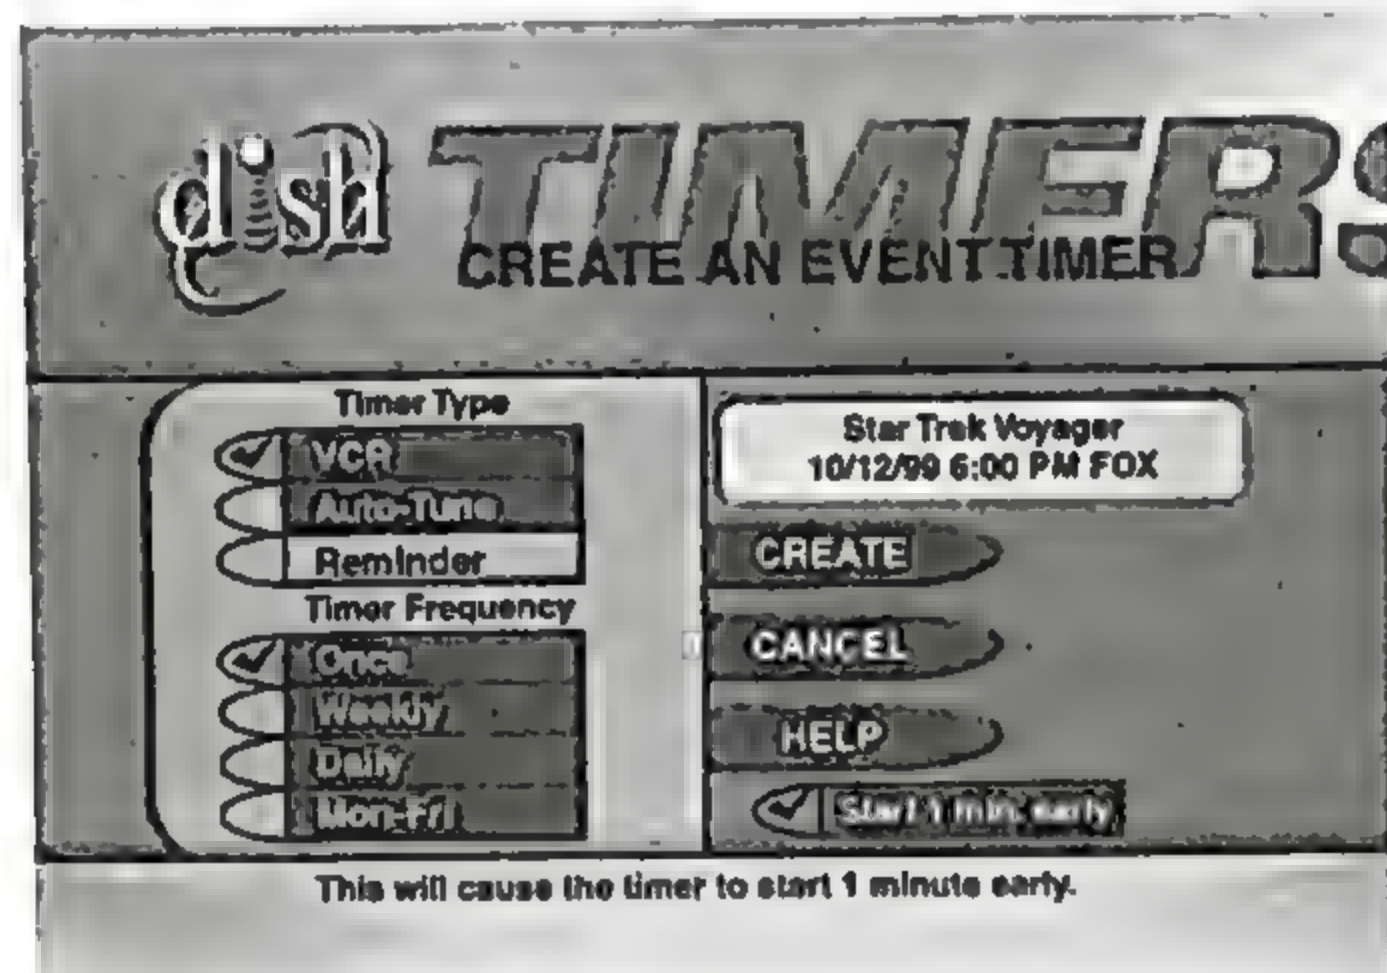 dish TIMERS
CREATE AN EVENT TIMER
Timer Type
VCR
Auto-Tune
Reminder
Timer Frequency
Once
Weekly
Daily
Mon-Fri
Star Trek Voyager
10/12/99 6:00 PM FOX
CREATE
CANCEL
HELP
Start 1 min. early
This will cause the timer to start 1 minute early.